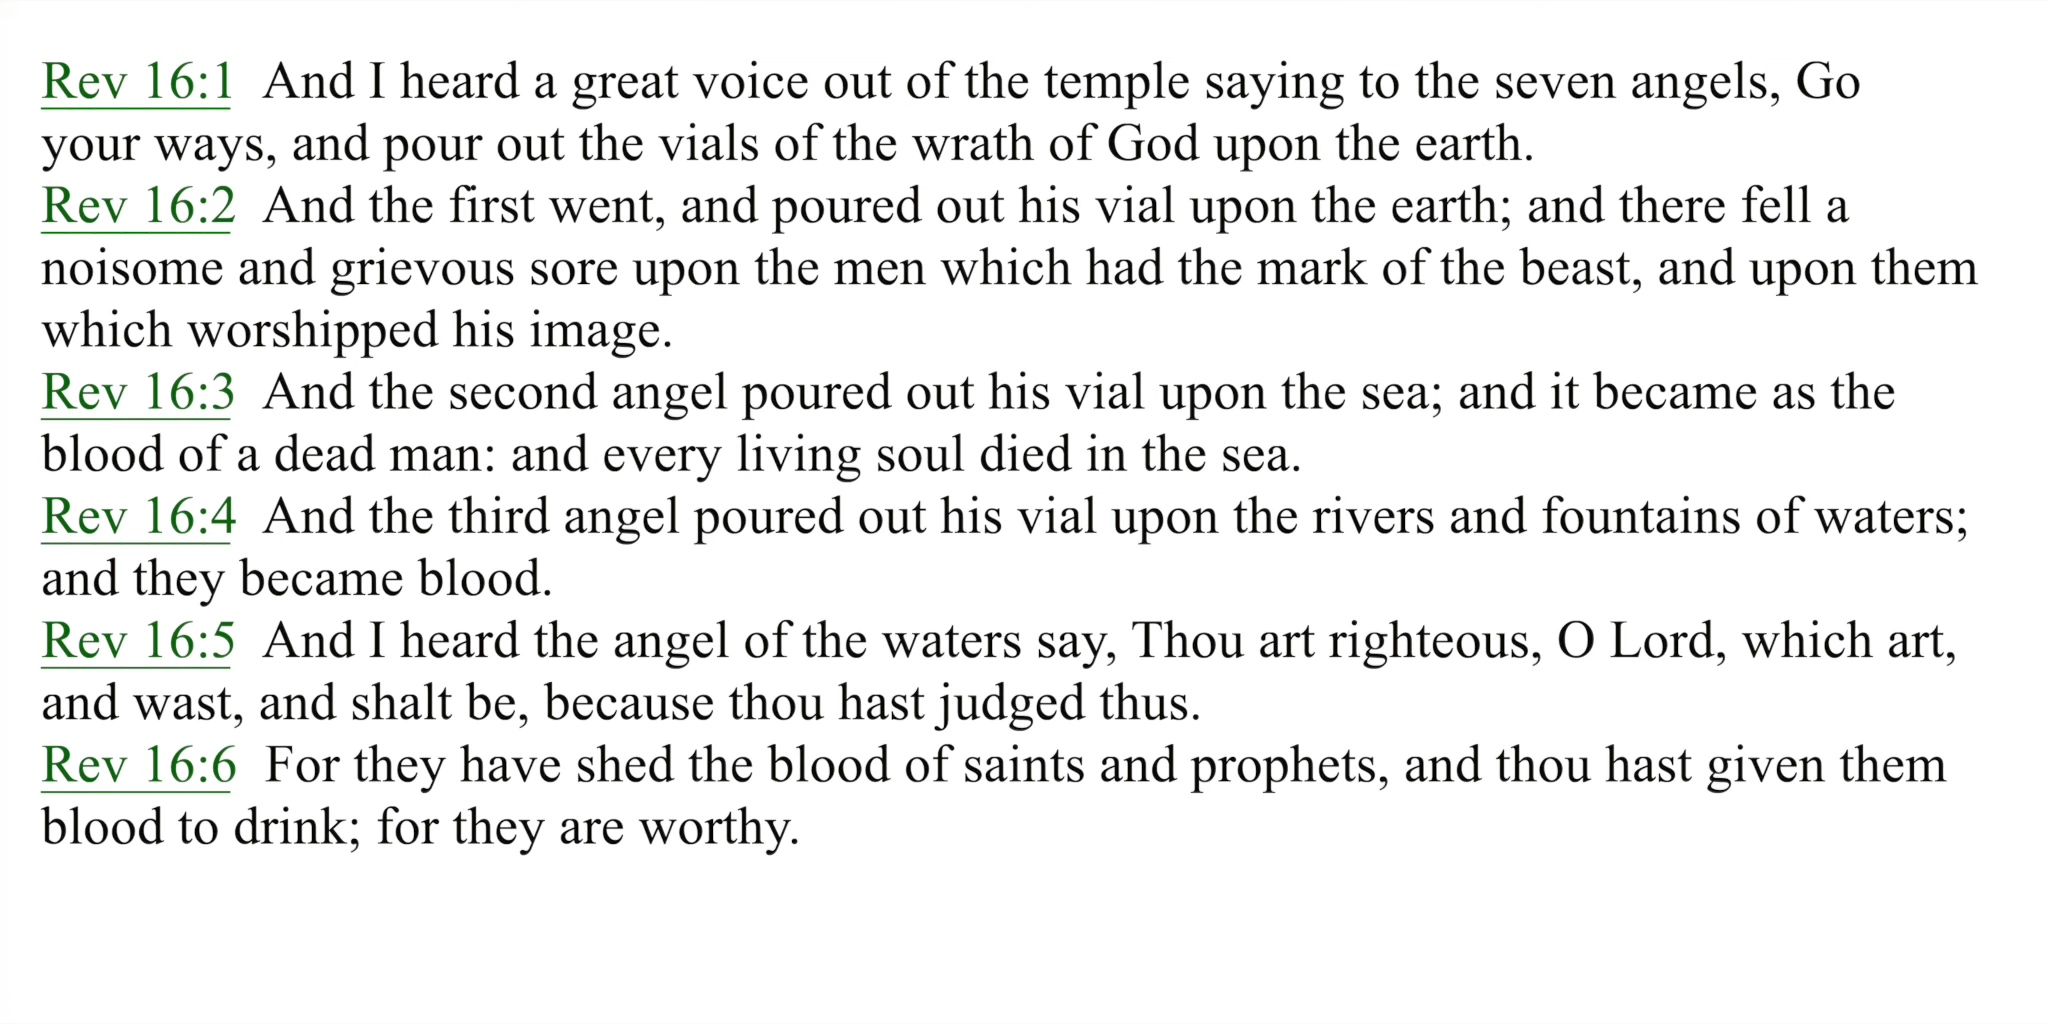 Rev 16:1 And I heard a great voice out of the temple saying to the seven angels, Go
your ways, and pour out the vials of the wrath of God upon the earth.
Rev 16:2 And the first went, and poured out his vial upon the earth; and there fell a
noisome and grievous sore upon the men which had the mark of the beast, and upon them
which worshipped his image.
Rev 16:3 And the second angel poured out his vial upon the sea; and it became as the
blood of a dead man: and every living soul died in the sea.
Rev 16:4 And the third angel poured out his vial upon the rivers and fountains of waters;
and they became blood.
Rev 16:5 And I heard the angel of the waters say, Thou art righteous, O Lord, which art,
and wast, and shalt be, because thou hast judged thus.
Rev 16:6 For they have shed the blood of saints and prophets, and thou hast given them
blood to drink; for they are worthy.